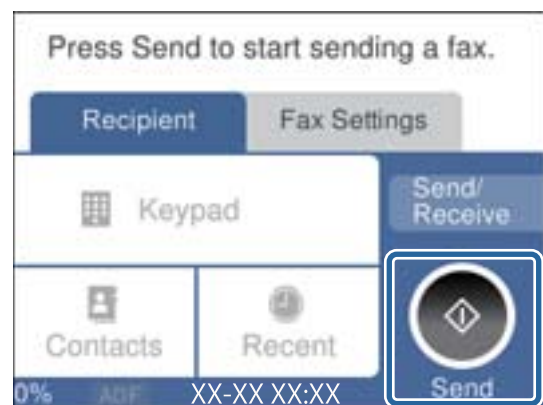 Press Send to start sending a fax.
Recipient
Fax Settings
Keypad
Send/
Receive
Contacts
Recent
0% ADF XX-XX XX:XX
Send